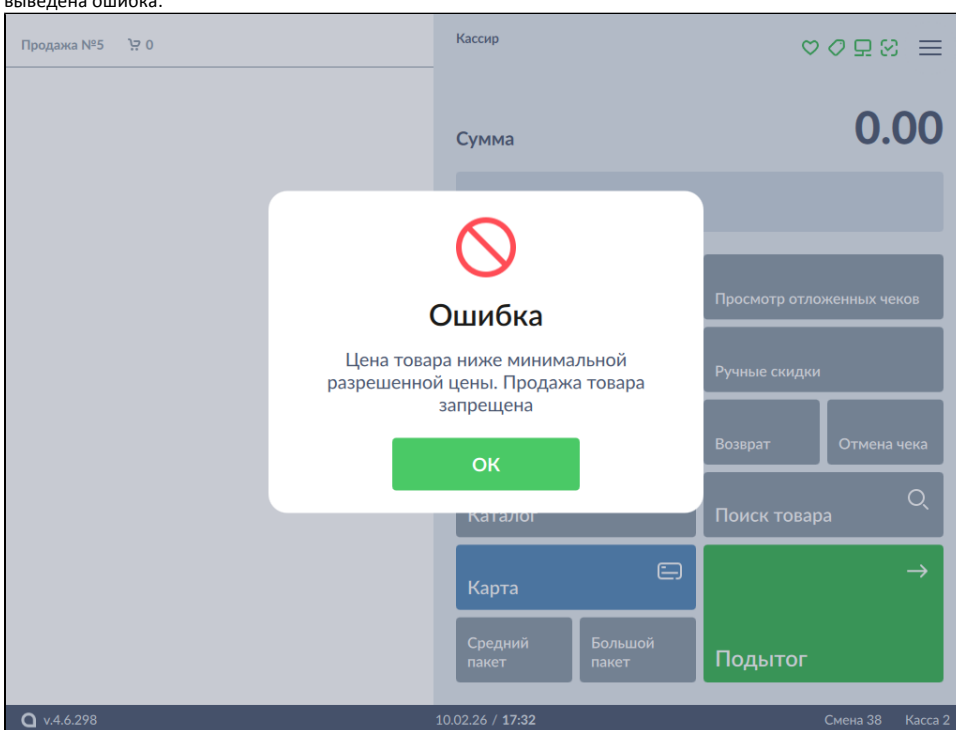 выведена ошибка.
Продажа №5 0
Кассир
Сумма
0.00
Ошибка
Цена товара ниже минимальной
разрешенной цены. Продажа товара
запрещена
ОК
Просмотр отложенных чеков
Ручные скидки
Возврат
Отмена чека
Каталог
Поиск товара
Карта
Средний
пакет
Большой
пакет
Подытог
v.4.6.298
10.02.26 / 17:32
Смена 38
Касса 2